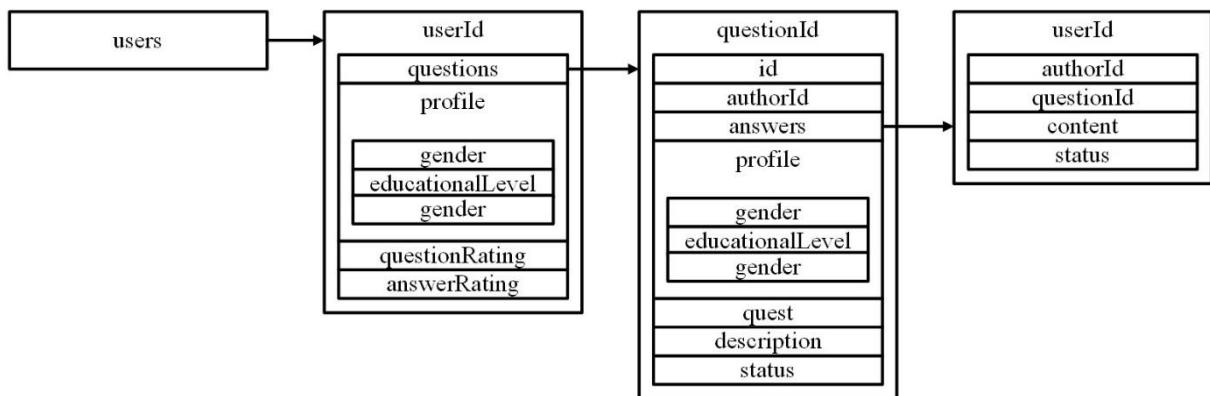 users
userId
questions
profile
gender
educationalLevel
gender
questionRating
answerRating
questionId
id
authorId
answers
profile
gender
educationalLevel
gender
quest
description
status
userId
authorId
questionId
content
status